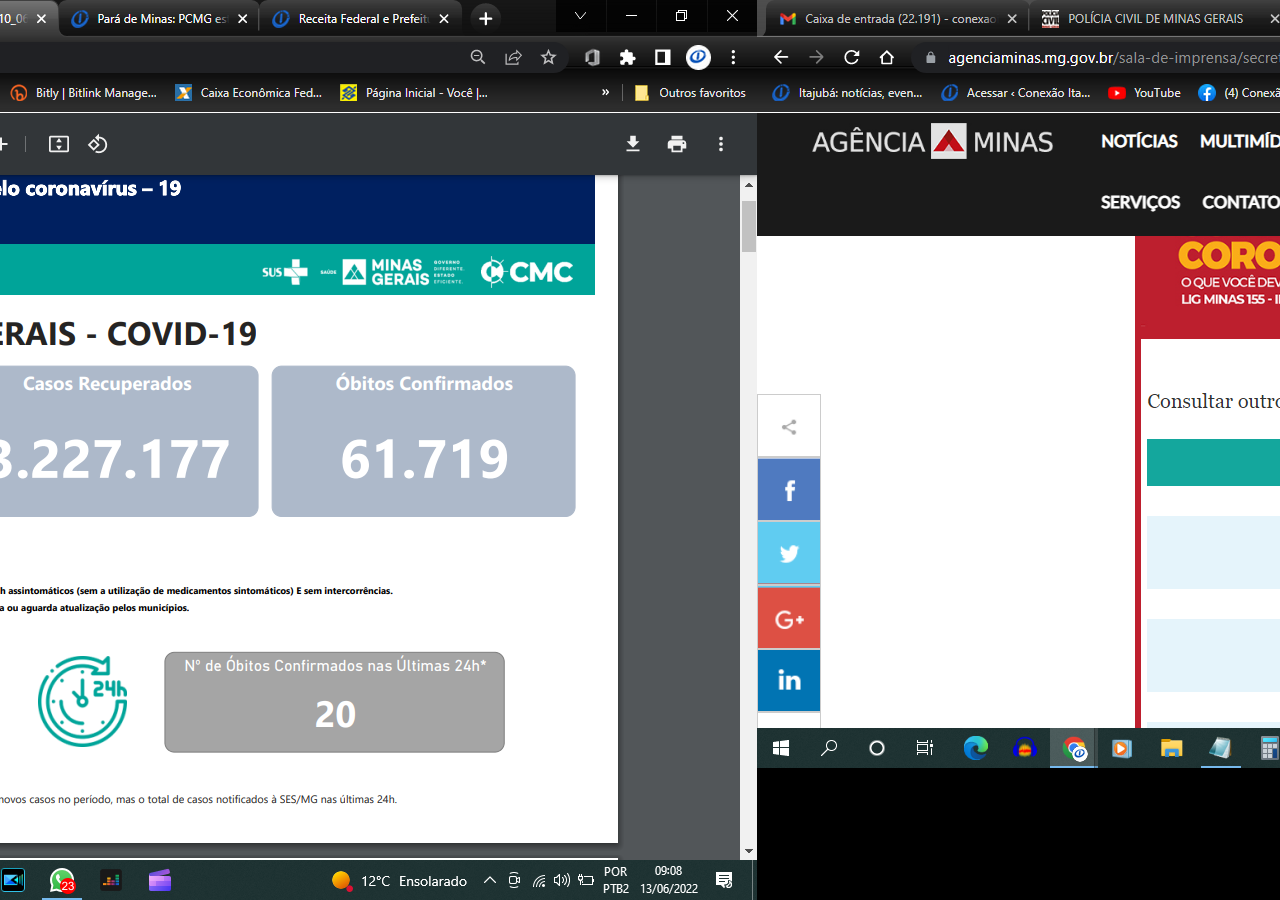 10_06
Pará de Minas: PCMG es
Receita Federal e Prefeit
Bitly | Bitlink Manage...
Caixa Econômica Fed...
Página Inicial - Você |...
»
Outros favoritos
elo coronavírus – 19
SUS
SAÚDE
MINAS
GERAIS
GOVERNO
DIFERENTE.
ESTADO
EFICIENTE.
CMC
ERAIS - COVID-19
Casos Recuperados
3.227.177
Óbitos Confirmados
61.719
h assintomáticos (sem a utilização de medicamentos sintomáticos) E sem intercorrências.
a ou aguarda atualização pelos municípios.
24h
Nº de Óbitos Confirmados nas Últimas 24h*
20
novos casos no período, mas o total de casos notificados à SES/MG nas últimas 24h.
23
12°C Ensolarado
POR
PTB2
09:08
13/06/2022
Caixa de entrada (22.191) - conexao
POLÍCIA CIVIL DE MINAS GERAIS
agenciaminas.mg.gov.br/sala-de-imprensa/secret
Itajubá: notícias, even...
Acessar ‹ Conexão Ita...
YouTube
(4) Conexã
AGÊNCIA MINAS
NOTÍCIAS
MULTIMÍD
SERVIÇOS
CONTATO
CORO
O QUE VOCÊ DEV
LIG MINAS 155 - I
Consultar outro
f
G+
in